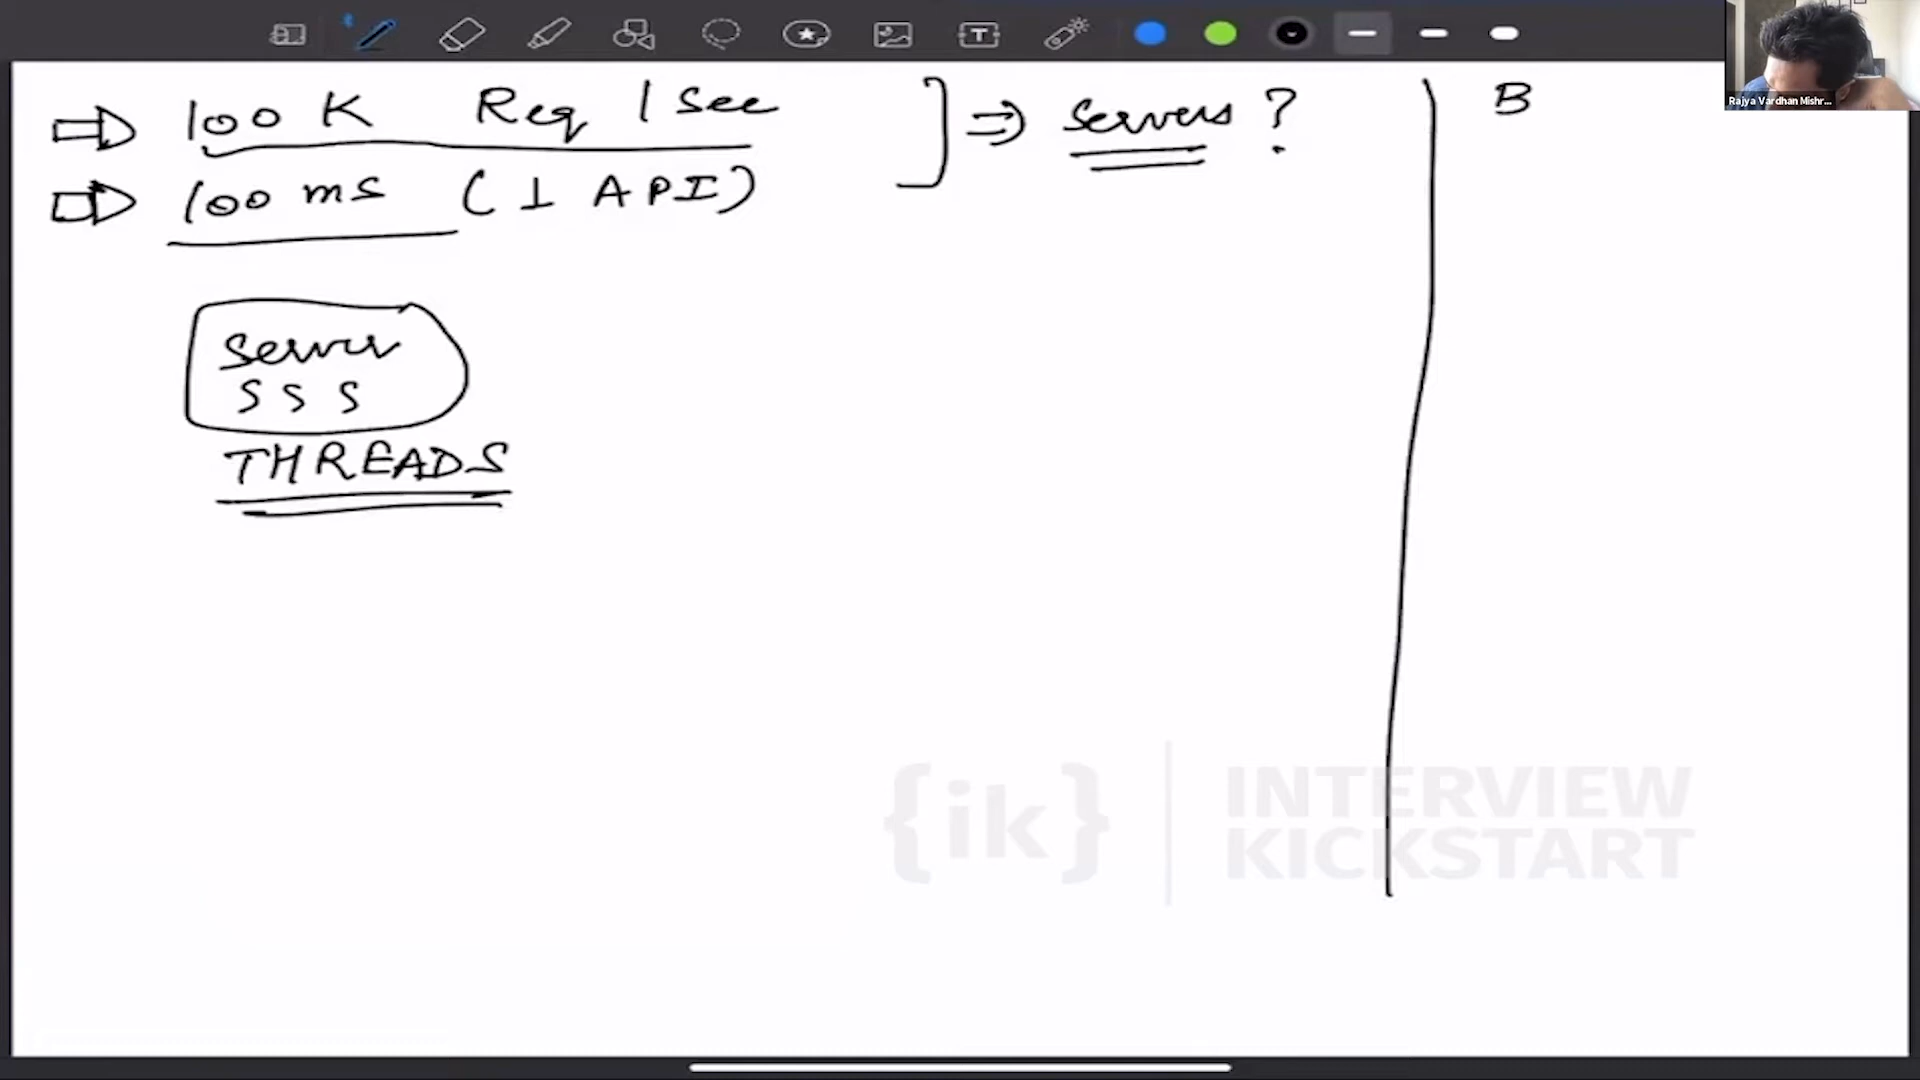 100 K Req / Sec
100 ms (1 API)
⇒ Servers ?
Server
S S S
THREADS
B
Rajya Vardhan Mishr...
{ik} | INTERVIEW
KICKSTART